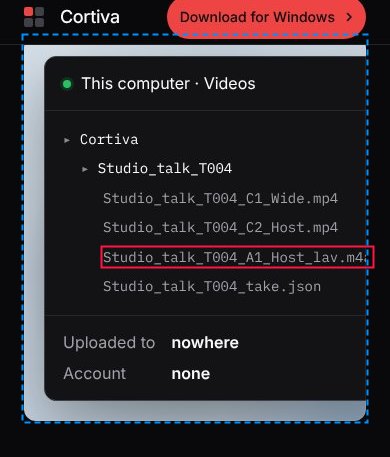 Cortiva
Download for Windows
This computer · Videos
Cortiva
Studio_talk_T004
Studio_talk_T004_C1_Wide.mp4
Studio_talk_T004_C2_Host.mp4
Studio_talk_T004_A1_Host_lav.m4
Studio_talk_T004_take.json
Uploaded to nowhere
Account none